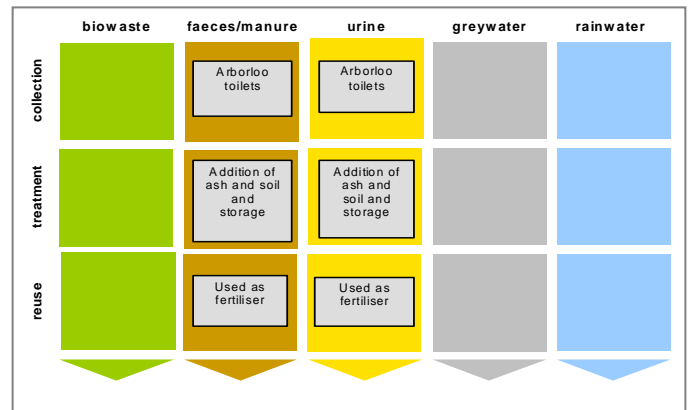 biowaste faeces/manure urine greywater rainwater
collection
Arborloo
toilets
Arborloo
toilets
treatment
Addition of
ash and soil
and
storage
Addition of
ash and
soil and
storage
reuse
Used as
fertiliser
Used as
fertiliser